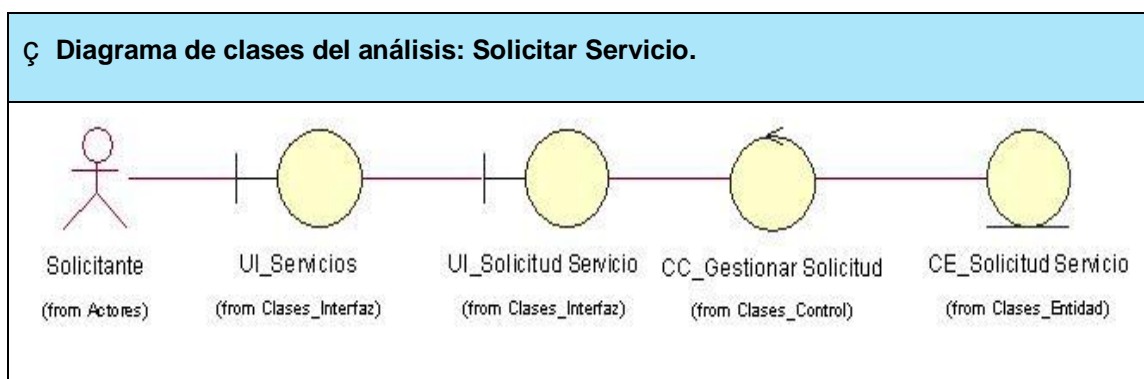 ç Diagrama de clases del análisis: Solicitar Servicio.
Solicitante UI_Servicios UI_Solicitud Servicio CC_Gestionar Solicitud CE_Solicitud Servicio
(from Actores) (from Clases_Interfaz) (from Clases_Interfaz) (from Clases_Control) (from Clases_Entidad)